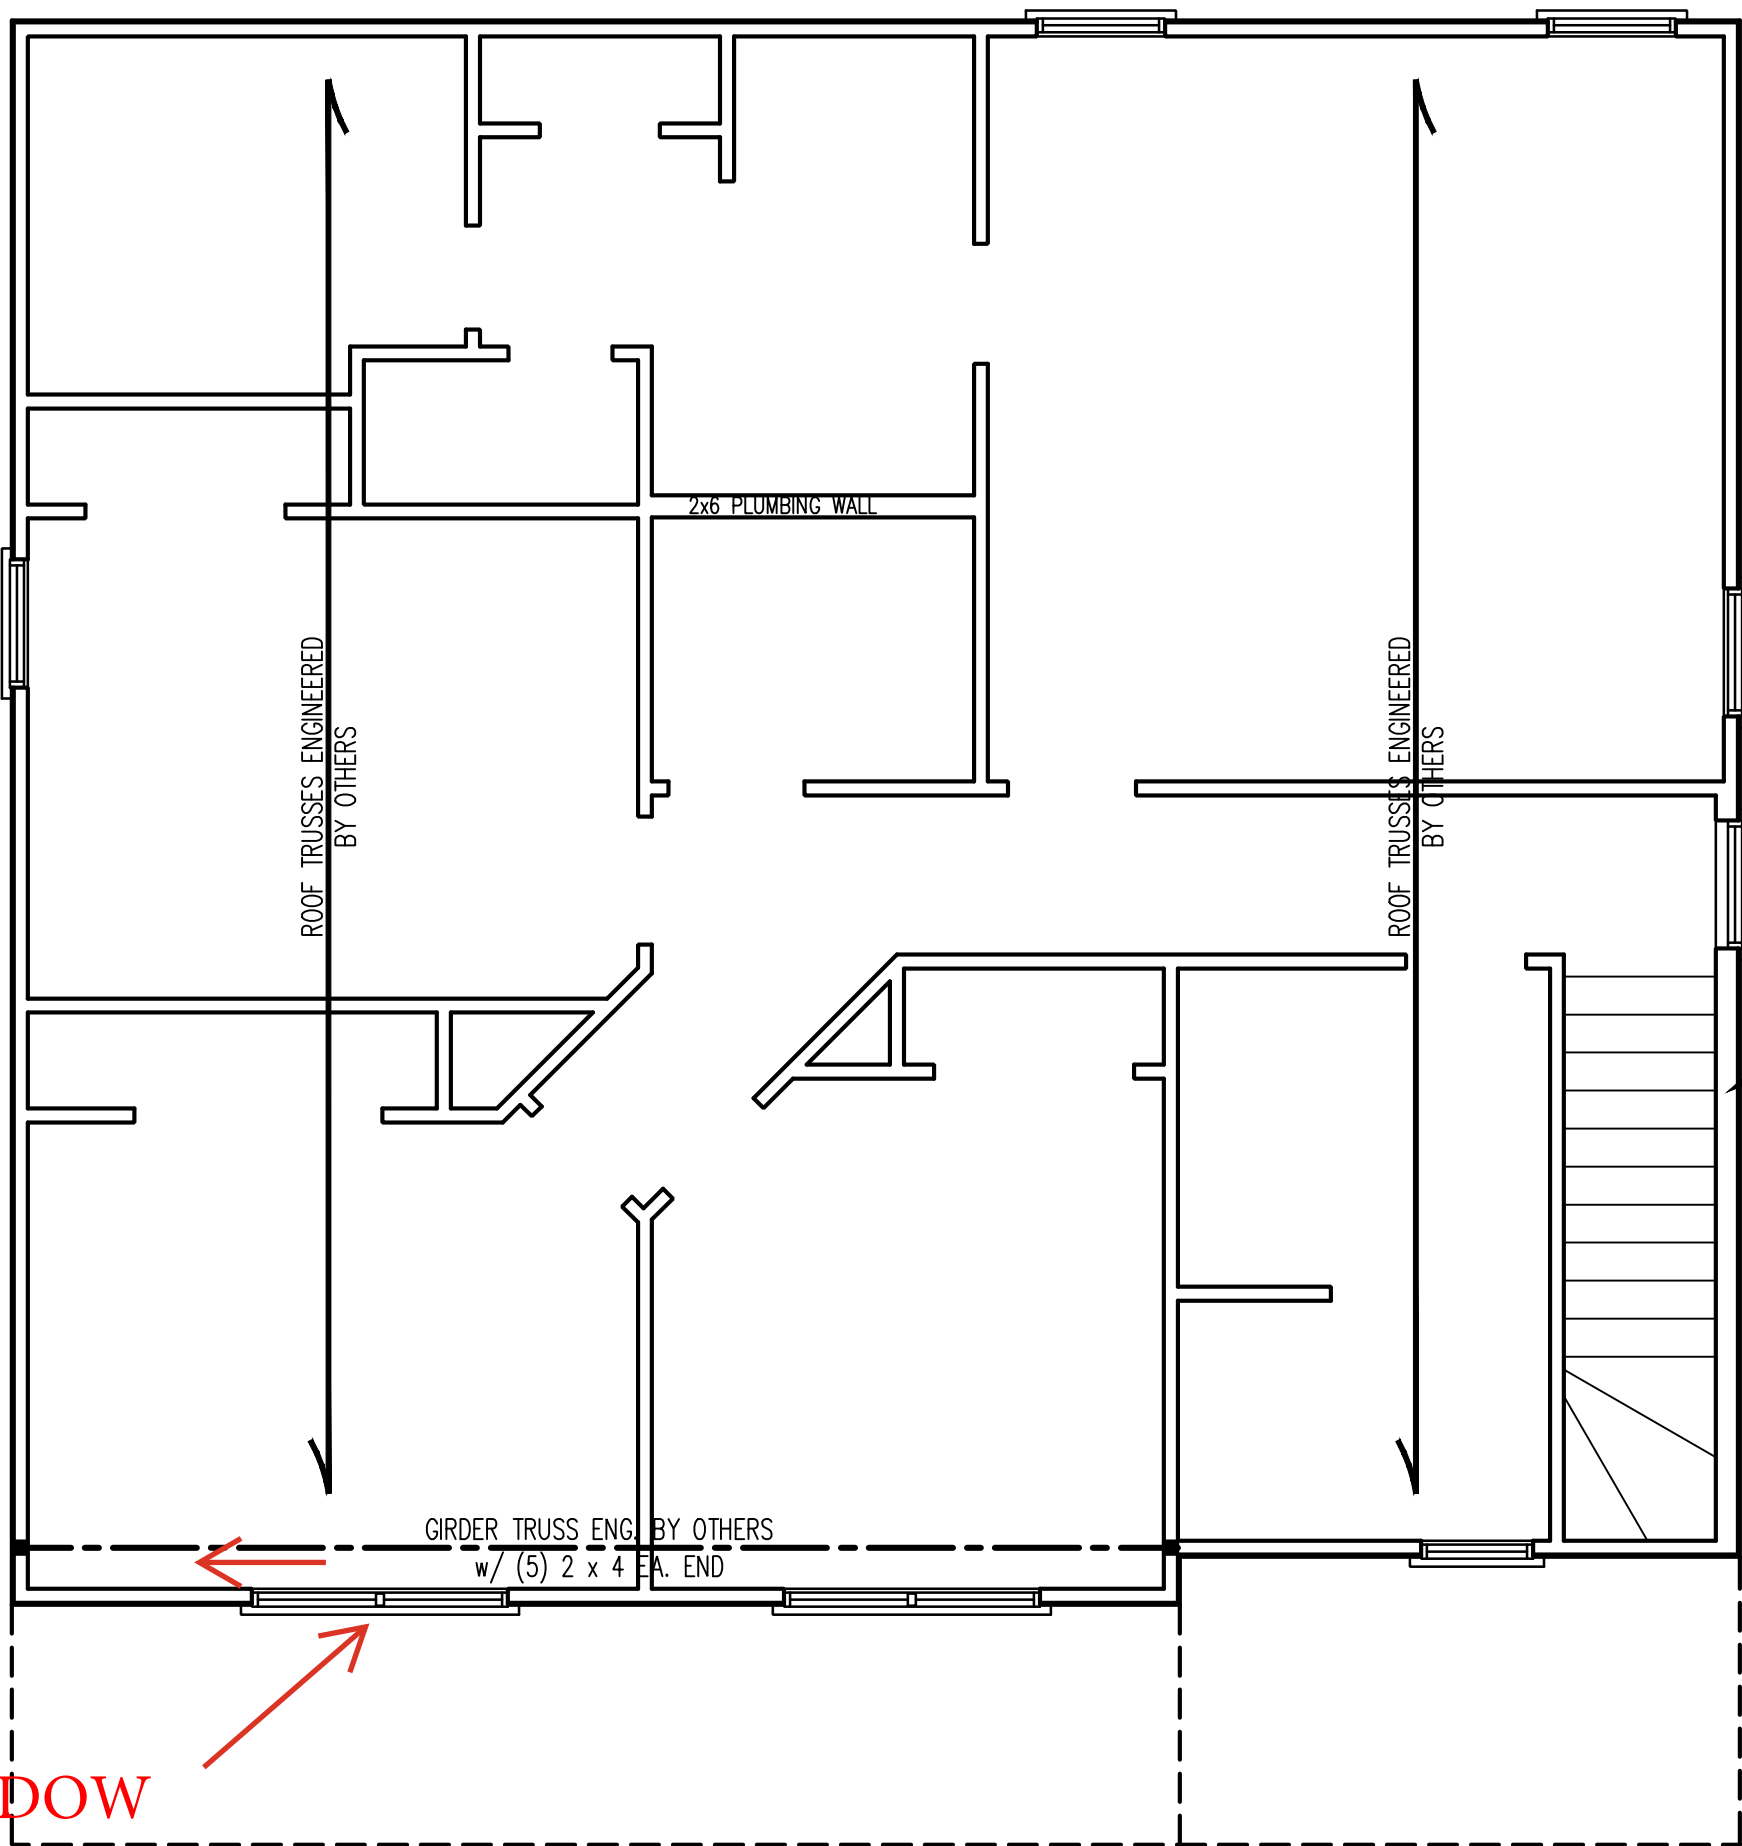 2x6 PLUMBING WALL
ROOF TRUSSES ENGINEERED
BY OTHERS
ROOF TRUSSES ENGINEERED
BY OTHERS
GIRDER TRUSS ENG. BY OTHERS
w/ (5) 2 x 4 EA. END
DOW